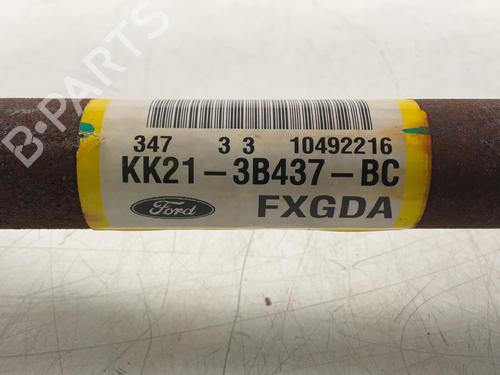 B-PARTS
347 3 3 10492216
KK21-3B437-BC
Ford FXGDA